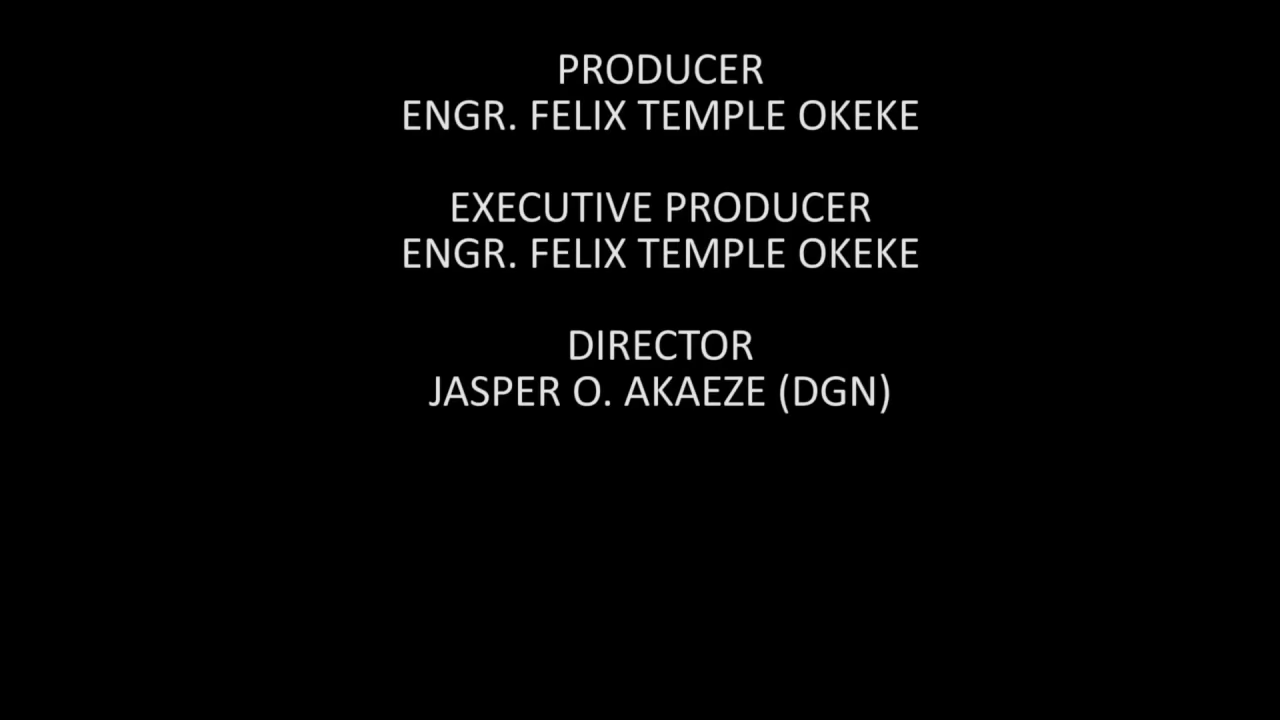 PRODUCER
ENGR. FELIX TEMPLE OKEKE
EXECUTIVE PRODUCER
ENGR. FELIX TEMPLE OKEKE
DIRECTOR
JASPER O. AKAEZE (DGN)